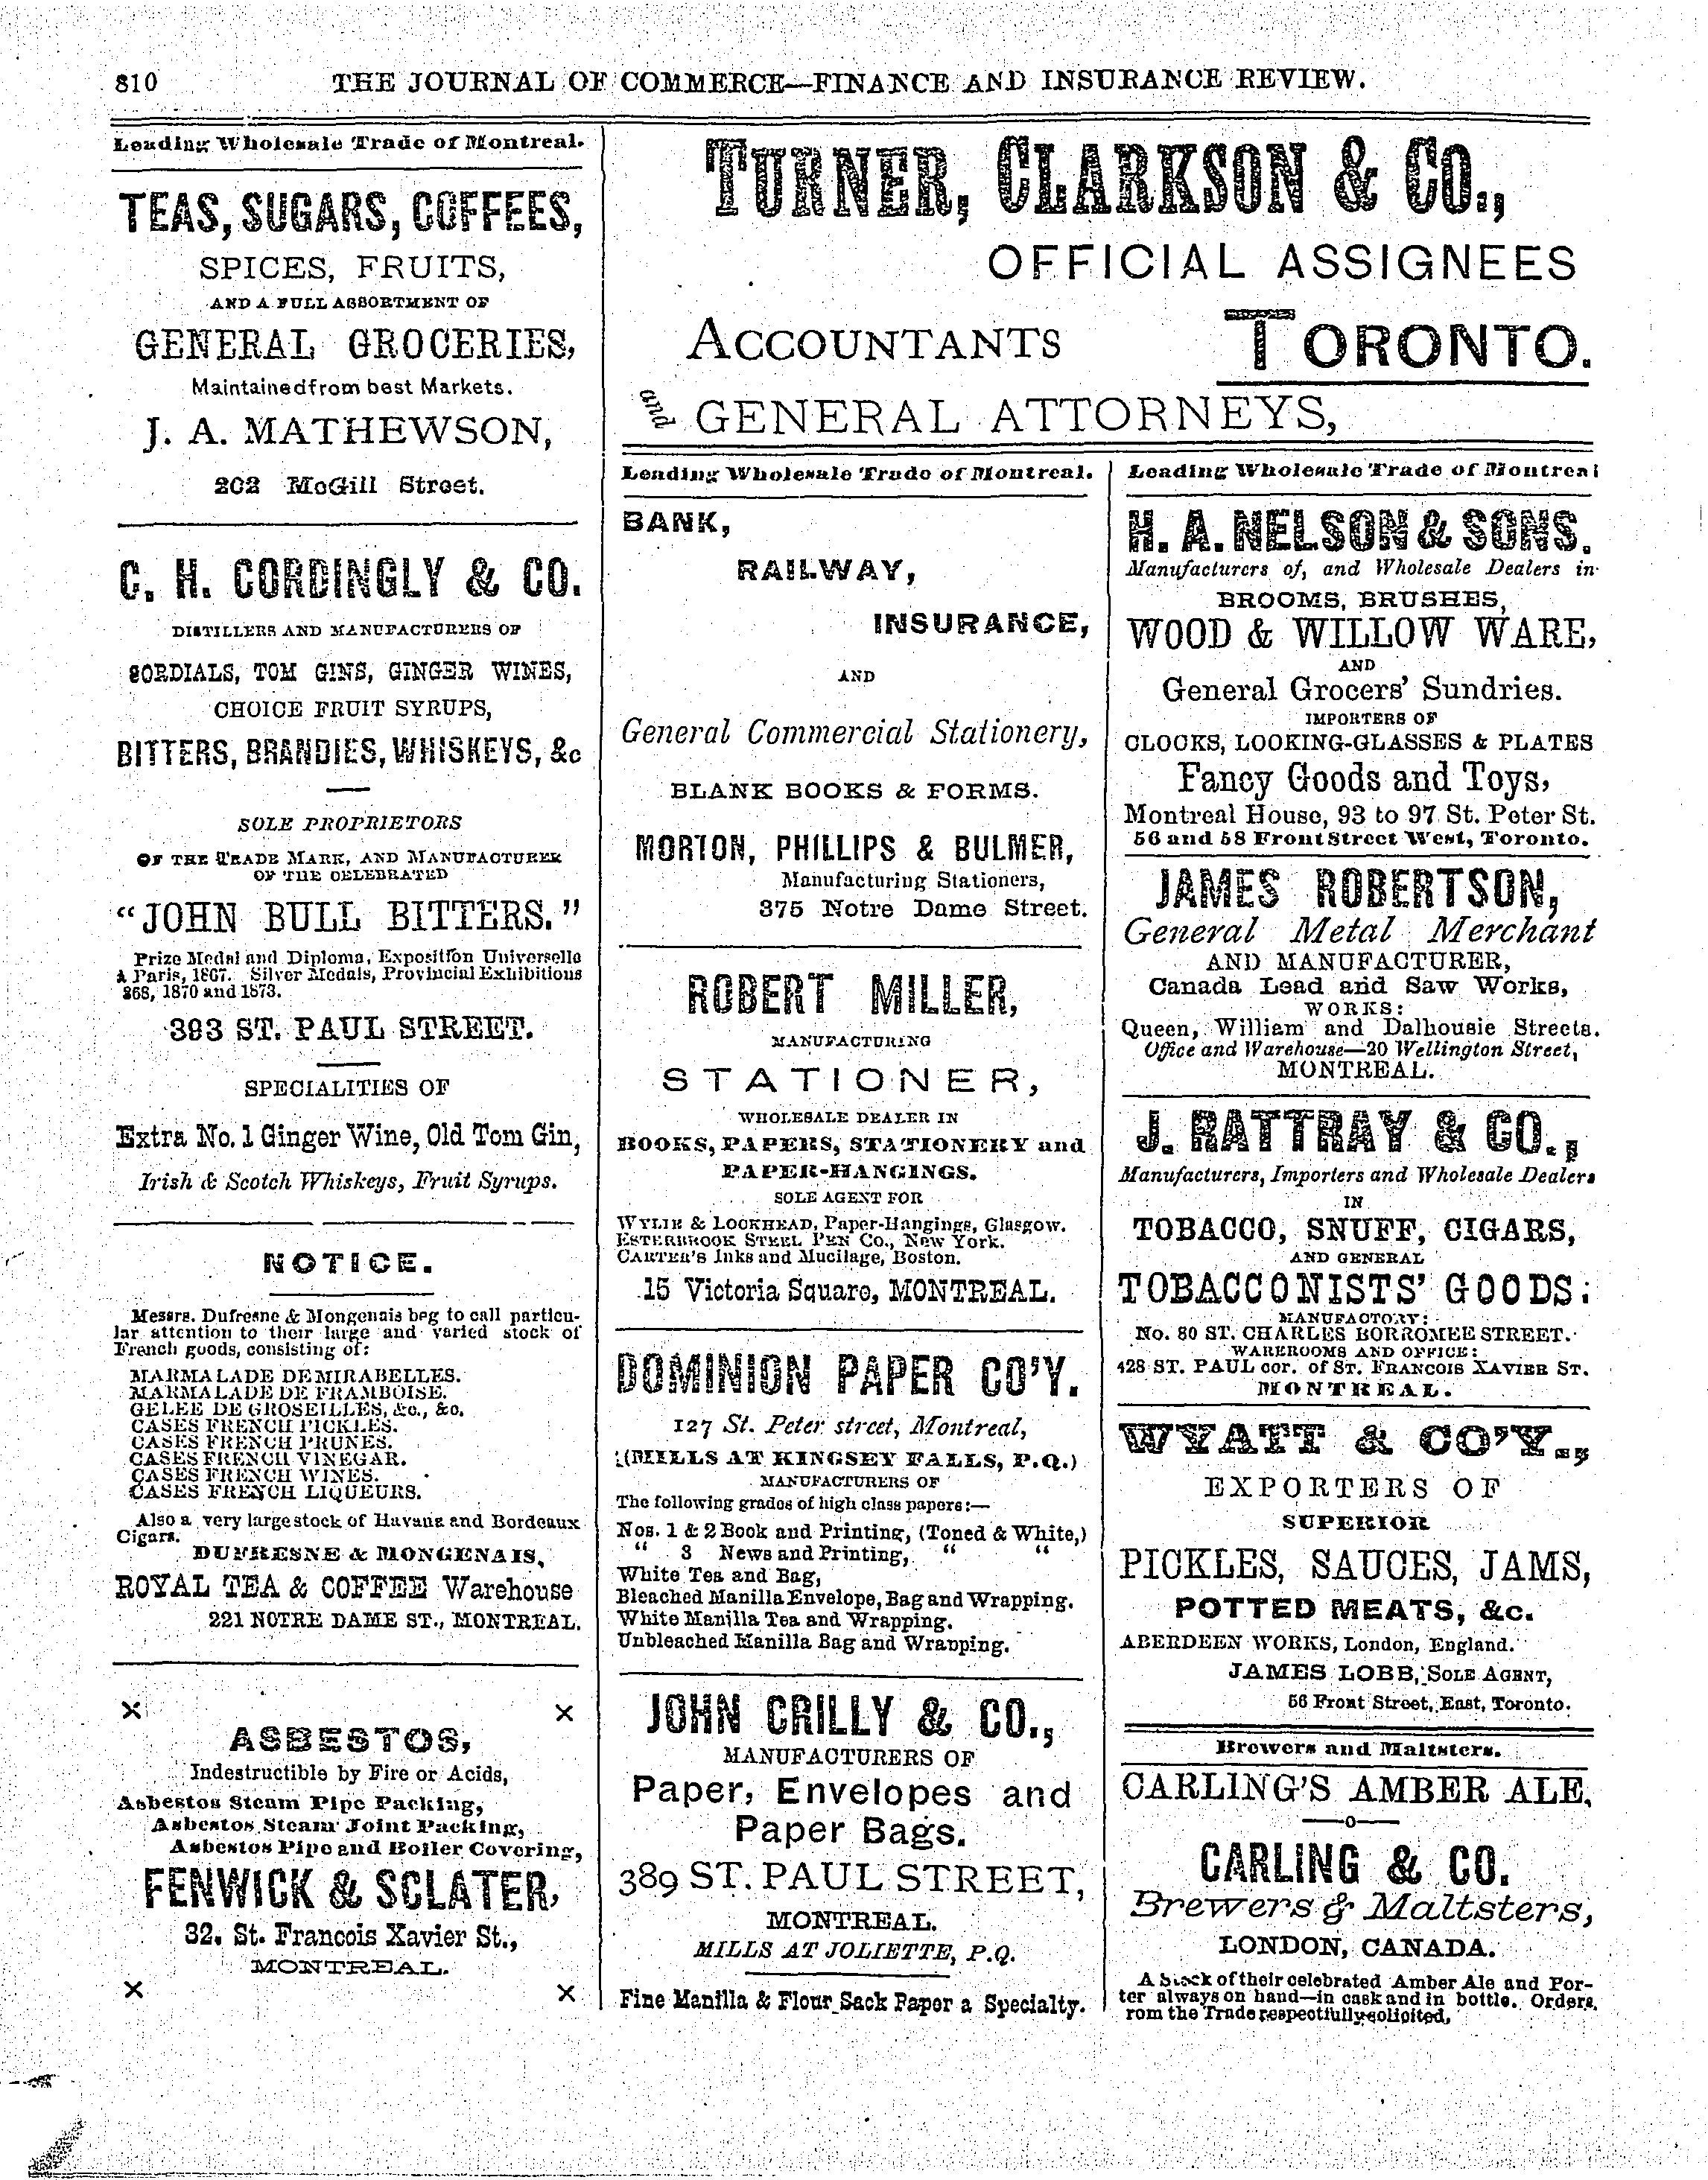 810 THE JOURNAL OF COMMERCE—FINANCE AND INSURANCE REVIEW.
Leading Wholesale Trade of Montreal.
TEAS, SUGARS, COFFEES,
SPICES, FRUITS,
AND A FULL ASSORTMENT OF
GENERAL GROCERIES,
Maintained from best Markets.
J. A. MATHEWSON,
202 McGill Street.
C. H. CORDINGLY & CO.
DISTILLERS AND MANUFACTURERS OF
CORDIALS, TOM GINS, GINGER WINES,
CHOICE FRUIT SYRUPS,
BITTERS, BRANDIES, WHISKEYS, &c
SOLE PROPRIETORS
OF THE TRADE MARK, AND MANUFACTURER
OF THE CELEBRATED
"JOHN BULL BITTERS."
Prize Medal and Diploma, Exposition Universelle
à Paris, 1867. Silver Medals, Provincial Exhibitions
868, 1870 and 1873.
393 ST. PAUL STREET.
SPECIALITIES OF
Extra No. 1 Ginger Wine, Old Tom Gin,
Irish & Scotch Whiskeys, Fruit Syrups.
NOTICE.
Messrs. Dufresne & Mongenais beg to call particu-
lar attention to their large and varied stock of
French goods, consisting of:
MARMALADE DE MIRABELLES.
MARMALADE DE FRAMBOISE.
GELEE DE GROSEILLES, &c., &c.
CASES FRENCH PICKLES.
CASES FRENCH PRUNES.
CASES FRENCH VINEGAR.
CASES FRENCH WINES.
CASES FRENCH LIQUEURS.
Also a very large stock of Havana and Bordeaux
Cigars.
DUFRESNE & MONGENAIS,
ROYAL TEA & COFFEE Warehouse
221 NOTRE DAME ST., MONTREAL.
x x
ASBESTOS,
Indestructible by Fire or Acids,
Asbestos Steam Pipe Packing,
Asbestos Steam Joint Packing,
Asbestos Pipe and Boiler Covering,
FENWICK & SCLATER,
32. St. Francois Xavier St.,
MONTREAL.
x x
TURNER, CLARKSON & CO.,
OFFICIAL ASSIGNEES
ACCOUNTANTS TORONTO.
and GENERAL ATTORNEYS,
Leading Wholesale Trade of Montreal.
BANK,
RAILWAY,
INSURANCE,
AND
General Commercial Stationery,
BLANK BOOKS & FORMS.
MORTON, PHILLIPS & BULMER,
Manufacturing Stationers,
375 Notre Dame Street.
ROBERT MILLER,
MANUFACTURING
STATIONER,
WHOLESALE DEALER IN
BOOKS, PAPERS, STATIONERY and
PAPER-HANGINGS.
SOLE AGENT FOR
WYLIE & LOCKHEAD, Paper-Hangings, Glasgow.
ESTERBROOK STEEL PEN Co., New York.
CARTER'S Inks and Mucilage, Boston.
15 Victoria Square, MONTREAL.
DOMINION PAPER CO'Y.
127 St. Peter street, Montreal,
(MILLS AT KINGSEY FALLS, P.Q.)
MANUFACTURERS OF
The following grades of high class papers:—
Nos. 1 & 2 Book and Printing, (Toned & White,)
" 3 News and Printing, " "
White Tea and Bag,
Bleached Manilla Envelope, Bag and Wrapping.
White Manilla Tea and Wrapping.
Unbleached Manilla Bag and Wrapping.
JOHN CRILLY & CO.,
MANUFACTURERS OF
Paper, Envelopes and
Paper Bags.
389 ST. PAUL STREET,
MONTREAL.
MILLS AT JOLIETTE, P.Q.
Fine Manilla & Flour Sack Paper a Specialty.
Leading Wholesale Trade of Montreal
H. A. NELSON & SONS.
Manufacturers of, and Wholesale Dealers in
BROOMS, BRUSHES,
WOOD & WILLOW WARE,
AND
General Grocers' Sundries.
IMPORTERS OF
CLOCKS, LOOKING-GLASSES & PLATES
Fancy Goods and Toys,
Montreal House, 93 to 97 St. Peter St.
56 and 58 Front Street West, Toronto.
JAMES ROBERTSON,
General Metal Merchant
AND MANUFACTURER,
Canada Lead and Saw Works,
WORKS:
Queen, William and Dalhousie Streets.
Office and Warehouse—20 Wellington Street,
MONTREAL.
J. RATTRAY & CO.,
Manufacturers, Importers and Wholesale Dealers
IN
TOBACCO, SNUFF, CIGARS,
AND GENERAL
TOBACCONISTS' GOODS:
MANUFACTORY:
No. 80 ST. CHARLES BORROMEE STREET.
WAREROOMS AND OFFICE:
428 ST. PAUL cor. of ST. FRANCOIS XAVIER ST.
MONTREAL.
WYATT & CO'Y.,
EXPORTERS OF
SUPERIOR
PICKLES, SAUCES, JAMS,
POTTED MEATS, &c.
ABERDEEN WORKS, London, England.
JAMES LOBB, SOLE AGENT,
56 Front Street, East, Toronto.
Brewers and Maltsters.
CARLING'S AMBER ALE,
—o—
CARLING & CO.
Brewers & Maltsters,
LONDON, CANADA.
A Stock of their celebrated Amber Ale and Por-
ter always on hand—in cask and in bottle. Orders
rom the Trade respectfully solicited,